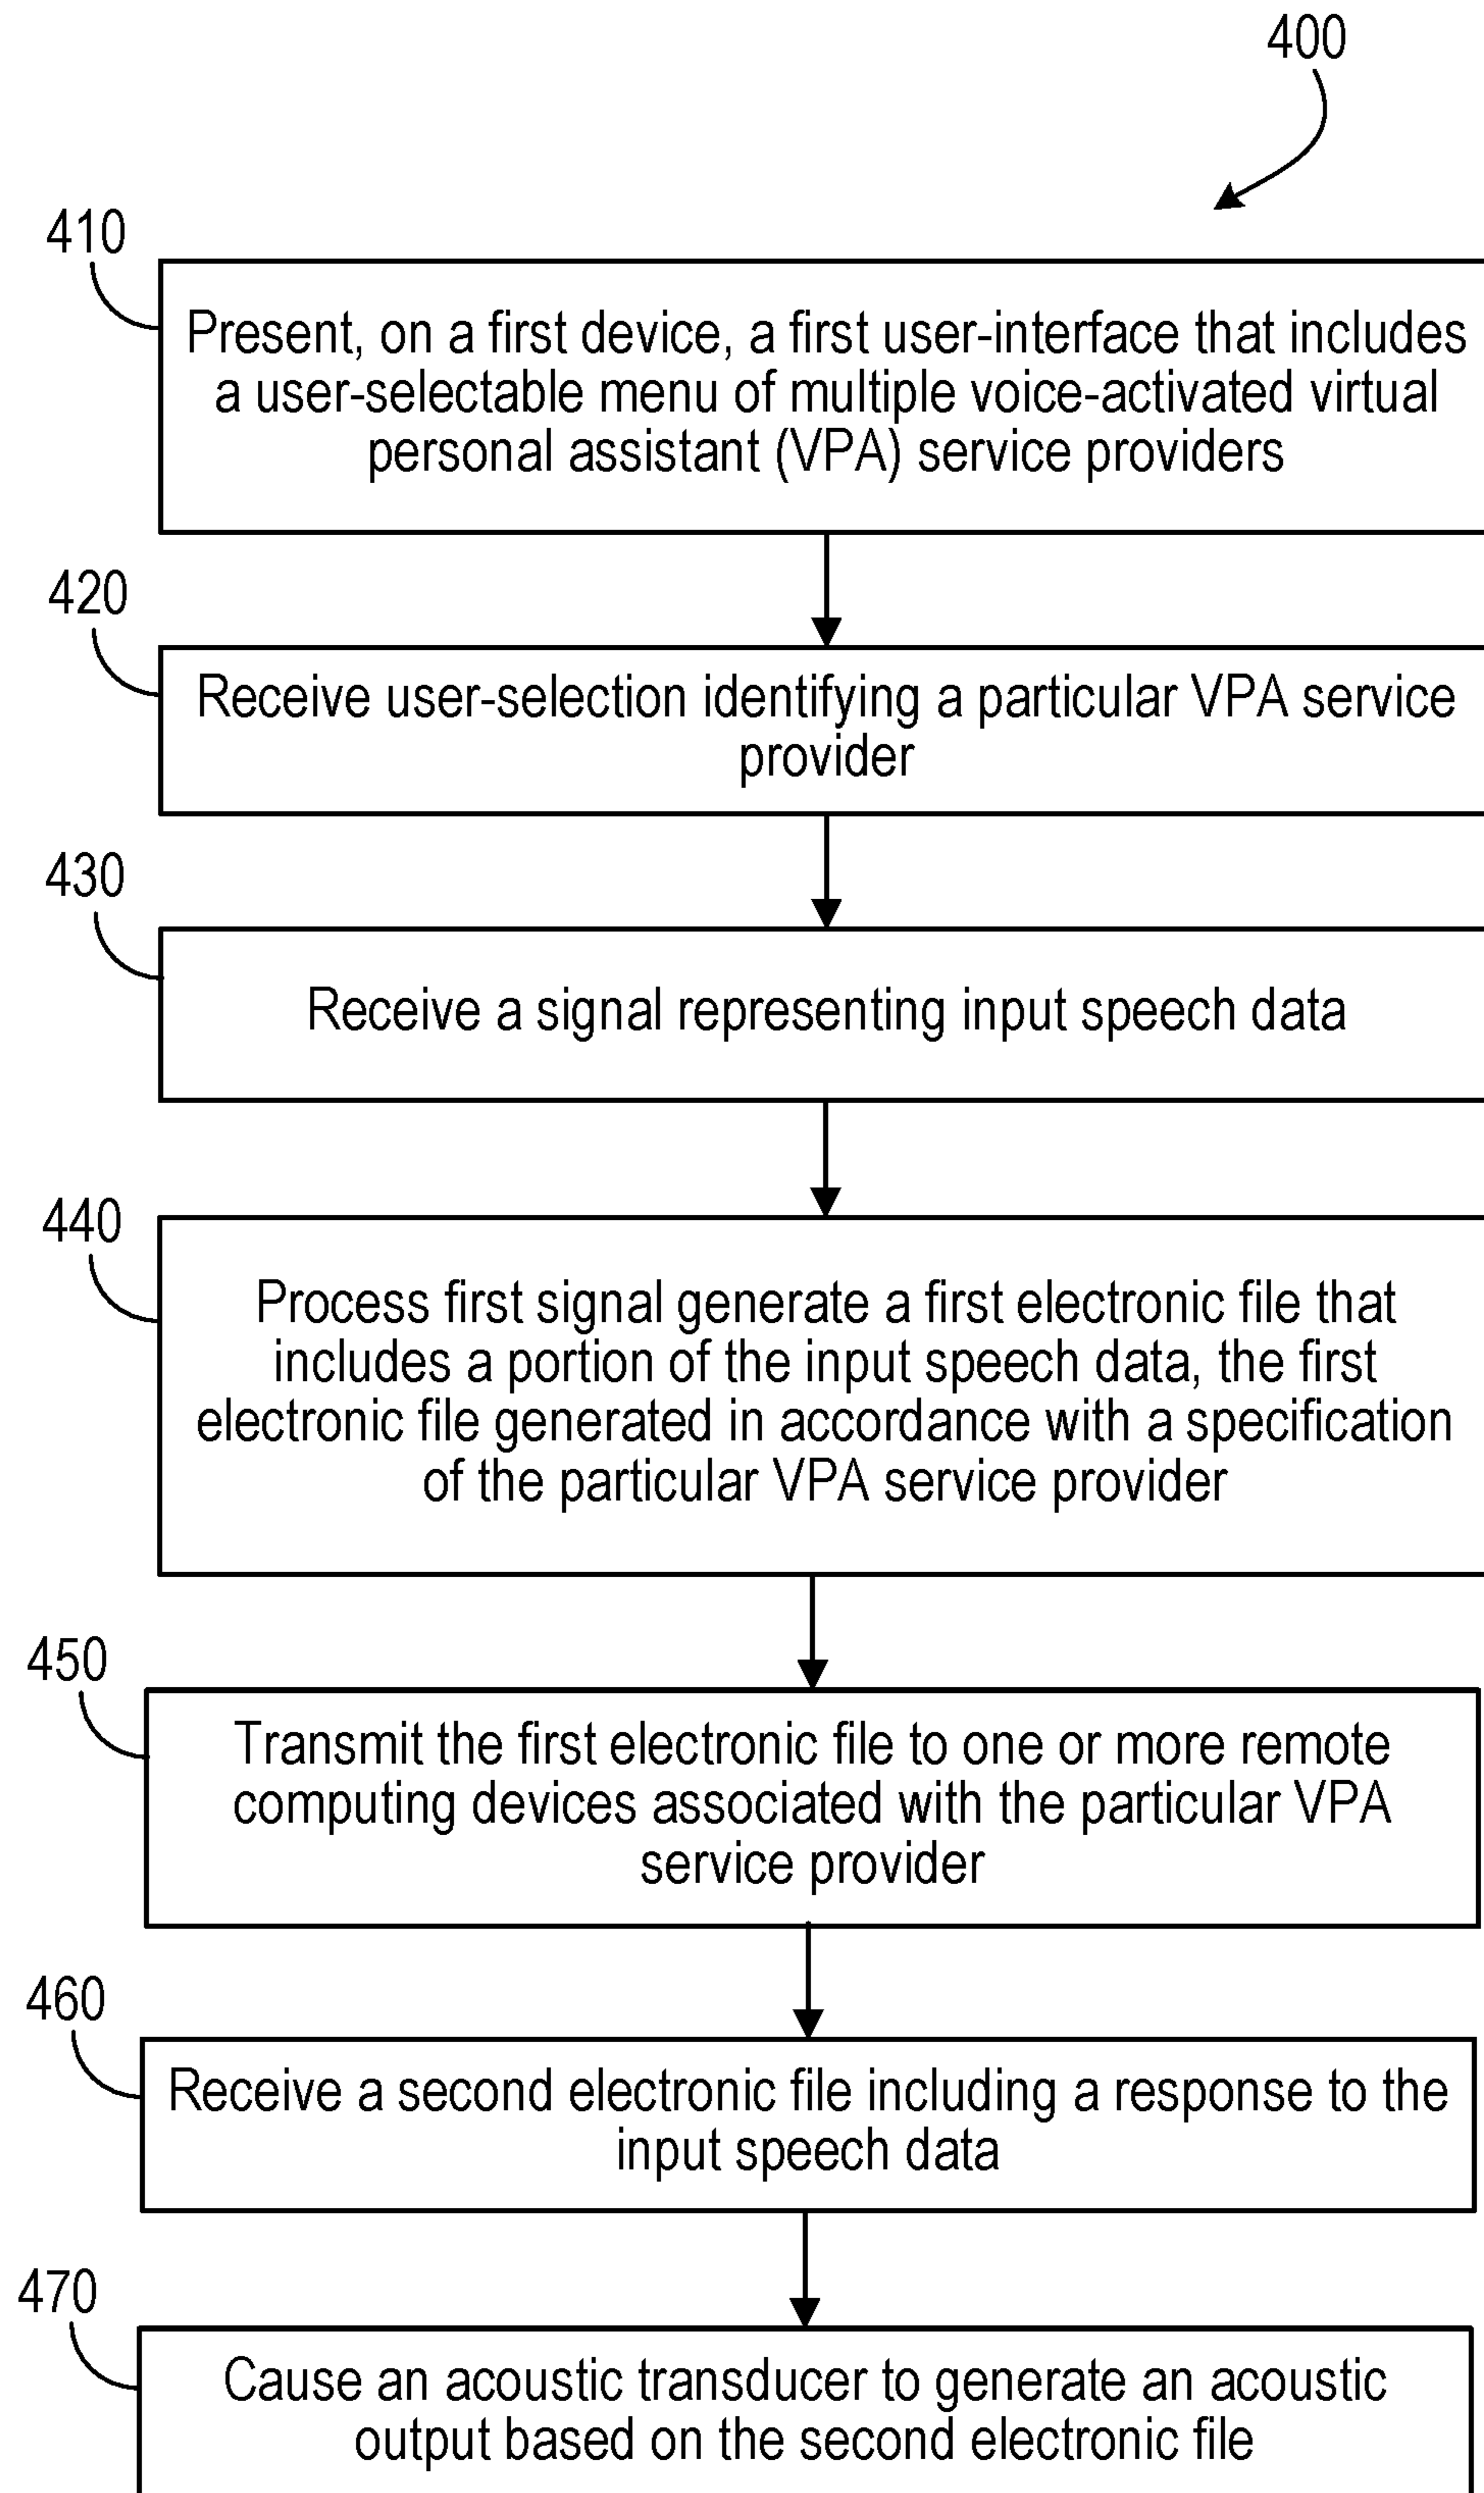 400
410
Present, on a first device, a first user-interface that includes
a user-selectable menu of multiple voice-activated virtual
personal assistant (VPA) service providers
420
Receive user-selection identifying a particular VPA service
provider
430
Receive a signal representing input speech data
440
Process first signal generate a first electronic file that
includes a portion of the input speech data, the first
electronic file generated in accordance with a specification
of the particular VPA service provider
450
Transmit the first electronic file to one or more remote
computing devices associated with the particular VPA
service provider
460
Receive a second electronic file including a response to the
input speech data
470
Cause an acoustic transducer to generate an acoustic
output based on the second electronic file